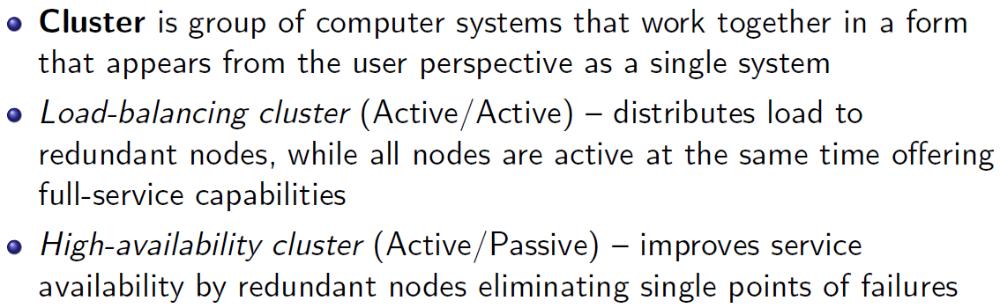 Cluster is group of computer systems that work together in a form
that appears from the user perspective as a single system
Load-balancing cluster (Active/Active) – distributes load to
redundant nodes, while all nodes are active at the same time offering
full-service capabilities
High-availability cluster (Active/Passive) – improves service
availability by redundant nodes eliminating single points of failures